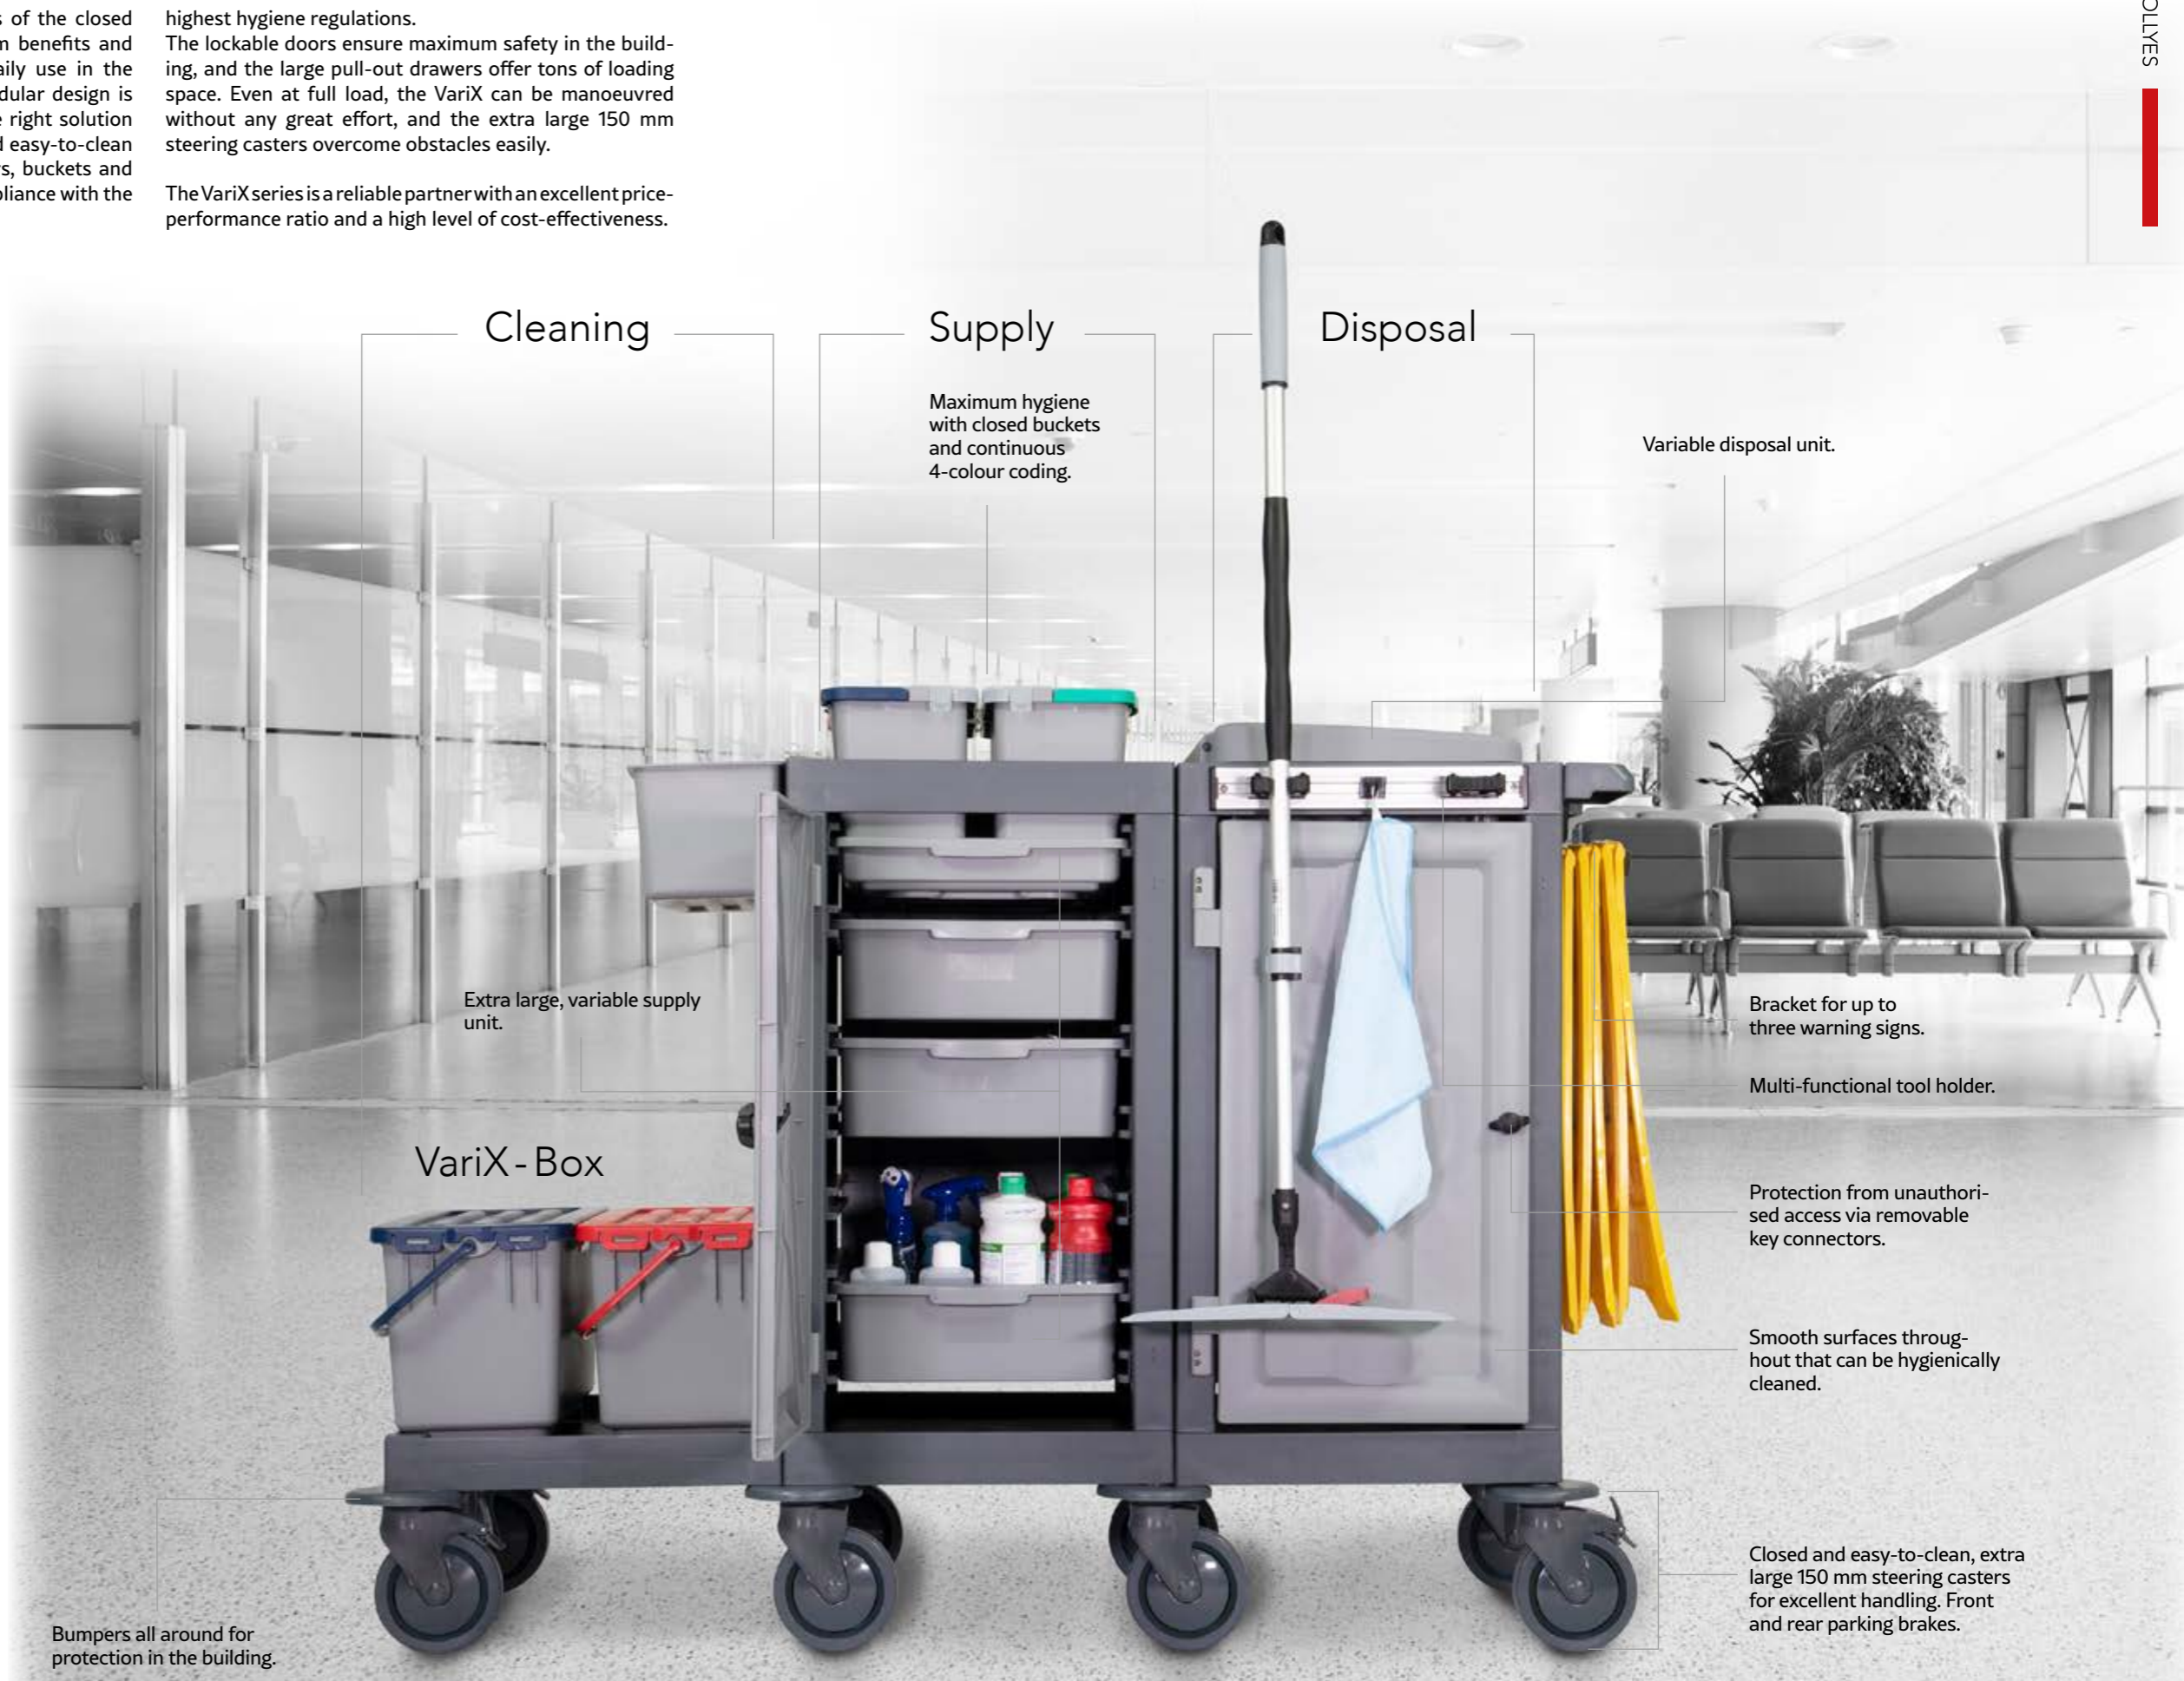 s of the closed
n benefits and
aily use in the
dular design is
e right solution
d easy-to-clean
rs, buckets and
pliance with the
highest hygiene regulations.
The lockable doors ensure maximum safety in the build-
ing, and the large pull-out drawers offer tons of loading
space. Even at full load, the VariX can be manoeuvred
without any great effort, and the extra large 150 mm
steering casters overcome obstacles easily.
The VariX series is a reliable partner with an excellent price-
performance ratio and a high level of cost-effectiveness.
OLLYES
Cleaning
Supply
Disposal
Maximum hygiene
with closed buckets
and continuous
4-colour coding.
Variable disposal unit.
Extra large, variable supply
unit.
Bracket for up to
three warning signs.
Multi-functional tool holder.
VariX - Box
Protection from unauthori-
sed access via removable
key connectors.
Smooth surfaces throug-
hout that can be hygienically
cleaned.
Closed and easy-to-clean, extra
large 150 mm steering casters
for excellent handling. Front
and rear parking brakes.
Bumpers all around for
protection in the building.